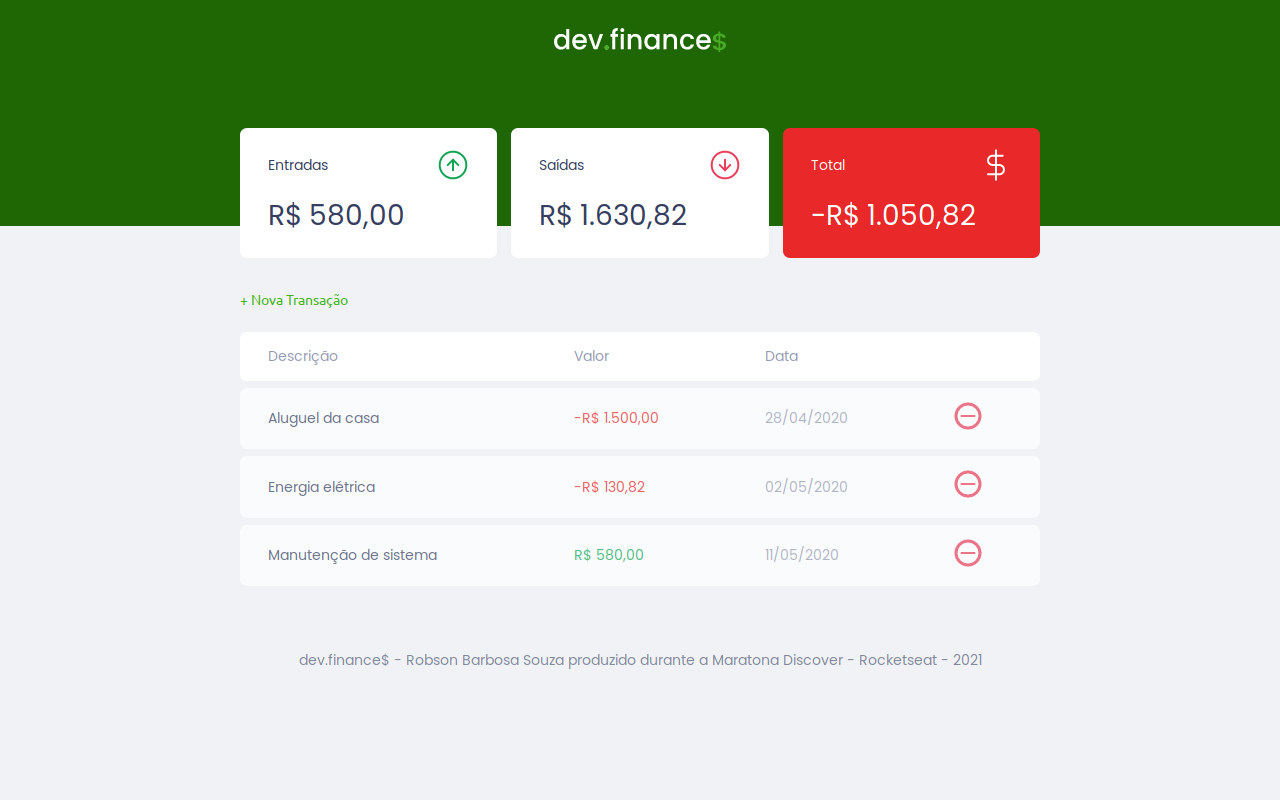 dev.finance$
Entradas
R$ 580,00
Saídas
R$ 1.630,82
Total
$
-R$ 1.050,82
+ Nova Transação
Descrição Valor Data
Aluguel da casa -R$ 1.500,00 28/04/2020
Energia elétrica -R$ 130,82 02/05/2020
Manutenção de sistema R$ 580,00 11/05/2020
dev.finance$ - Robson Barbosa Souza produzido durante a Maratona Discover - Rocketseat - 2021